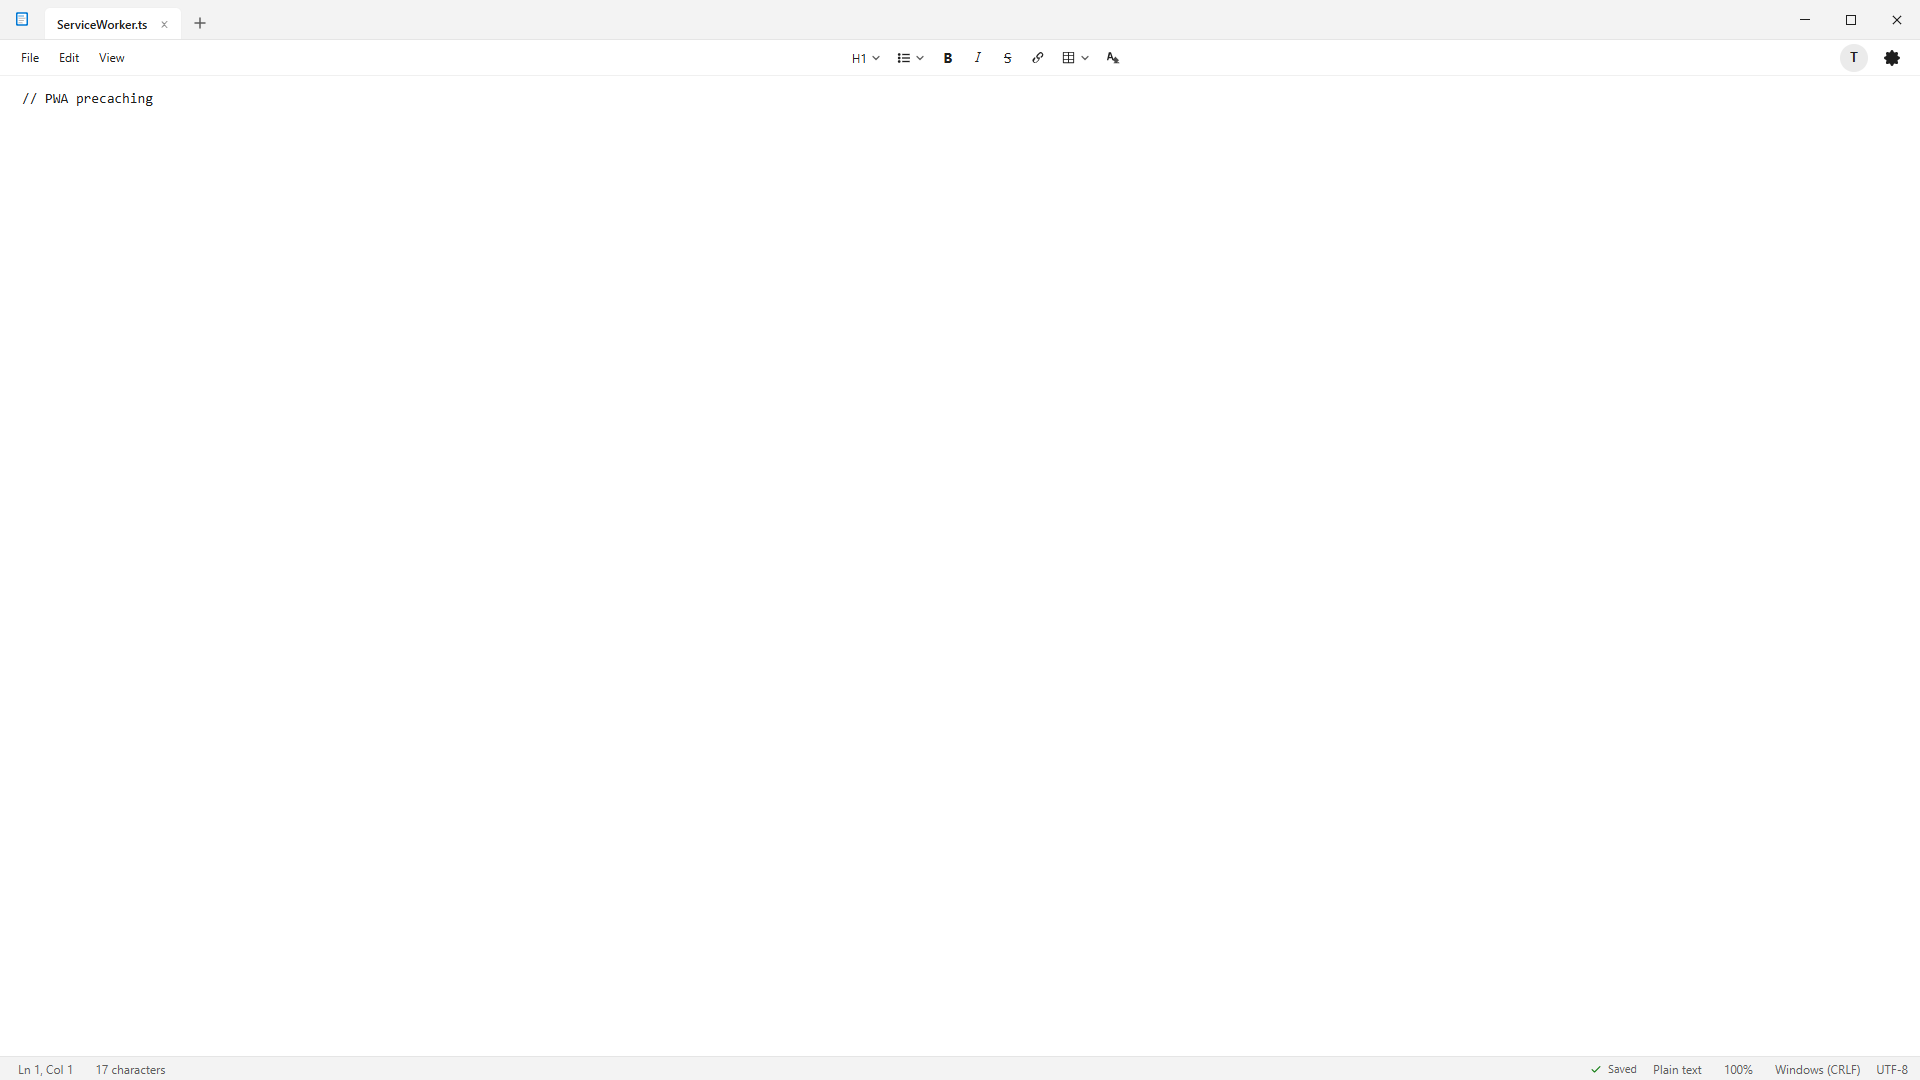 ServiceWorker.ts
File Edit View H1 B I S A T
// PWA precaching
Ln 1, Col 1 17 characters Saved Plain text 100% Windows (CRLF) UTF-8